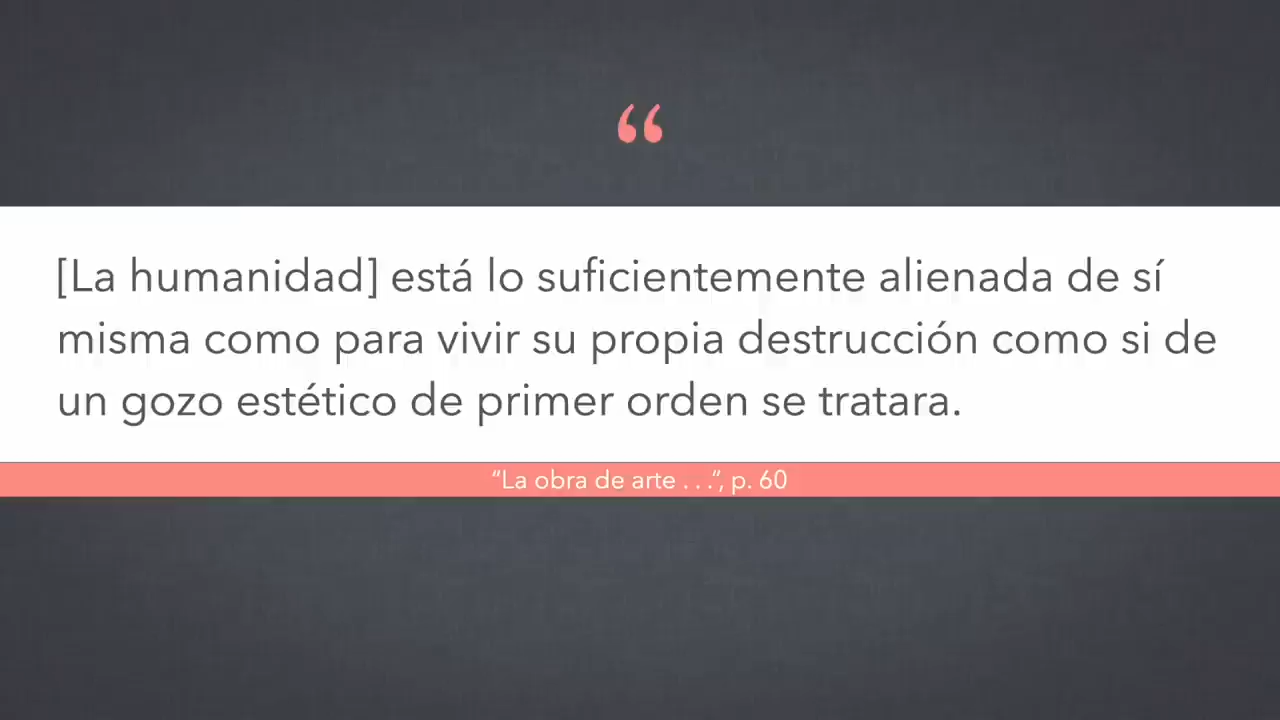 “
[La humanidad] está lo suficientemente alienada de sí
misma como para vivir su propia destrucción como si de
un gozo estético de primer orden se tratara.
“La obra de arte . . .“, p. 60